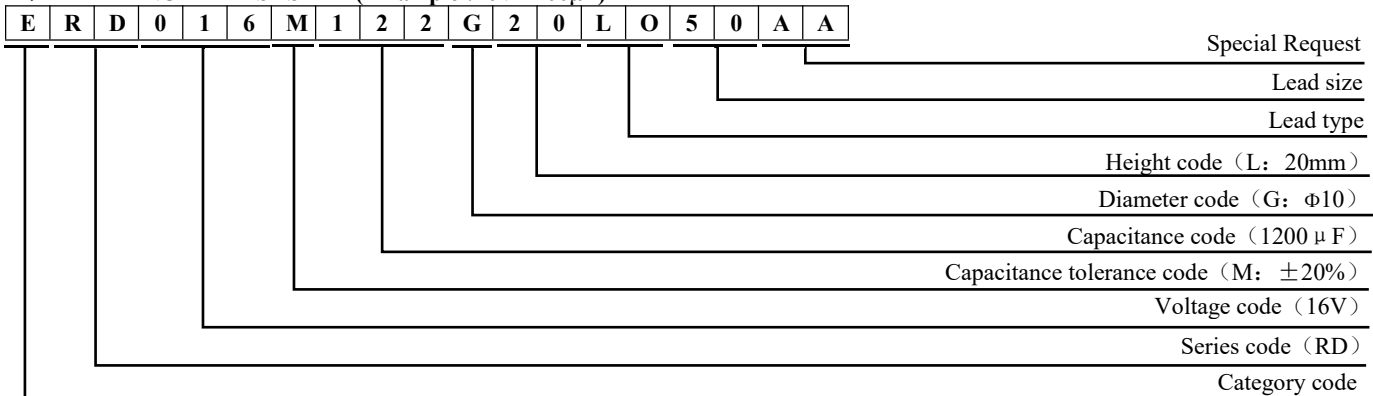 E R D 0 1 6 M 1 2 2 G 2 0 L O 5 0 A A
Special Request
Lead size
Lead type
Height code（L：20mm）
Diameter code（G：Φ10）
Capacitance code（1200μF）
Capacitance tolerance code（M：±20%）
Voltage code（16V）
Series code（RD）
Category code